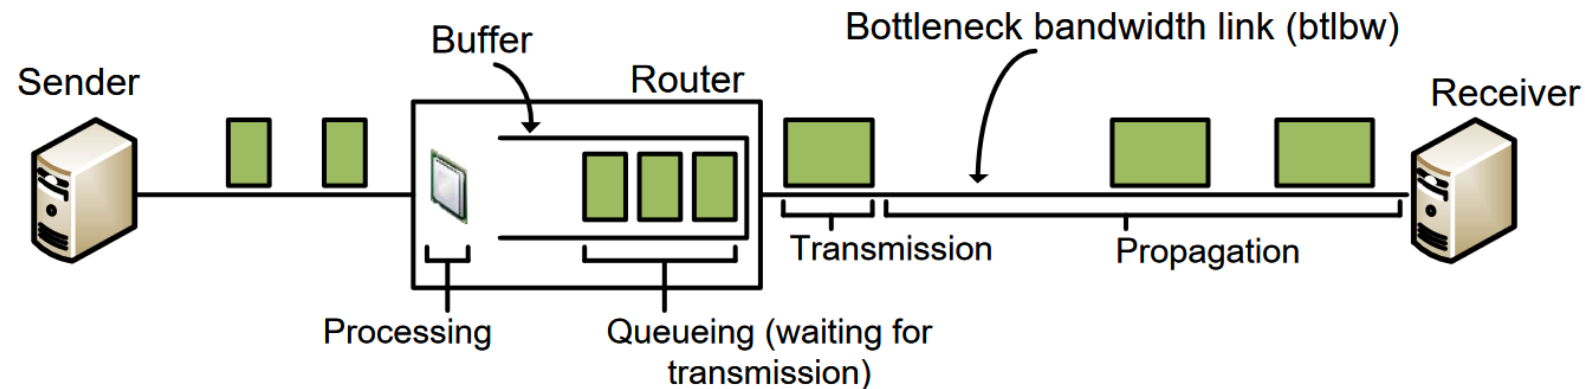 Sender
Buffer
Router
Bottleneck bandwidth link (btlbw)
Receiver
Transmission
Propagation
Processing
Queueing (waiting for
transmission)